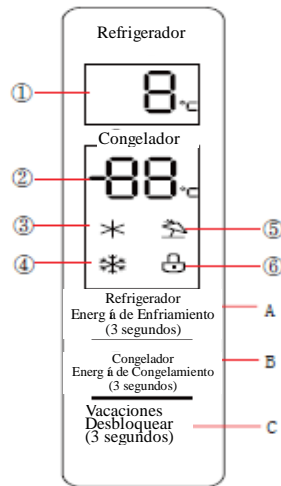 Refrigerador
① 8 °C
Congelador
② -88 °C
③ ⑤
④ ⑥
Refrigerador
Energ á de Enfriamiento
(3 segundos)
A
Congelador
Energ á de Congelamiento
(3 segundos)
B
Vacaciones
Desbloquear
(3 segundos)
C